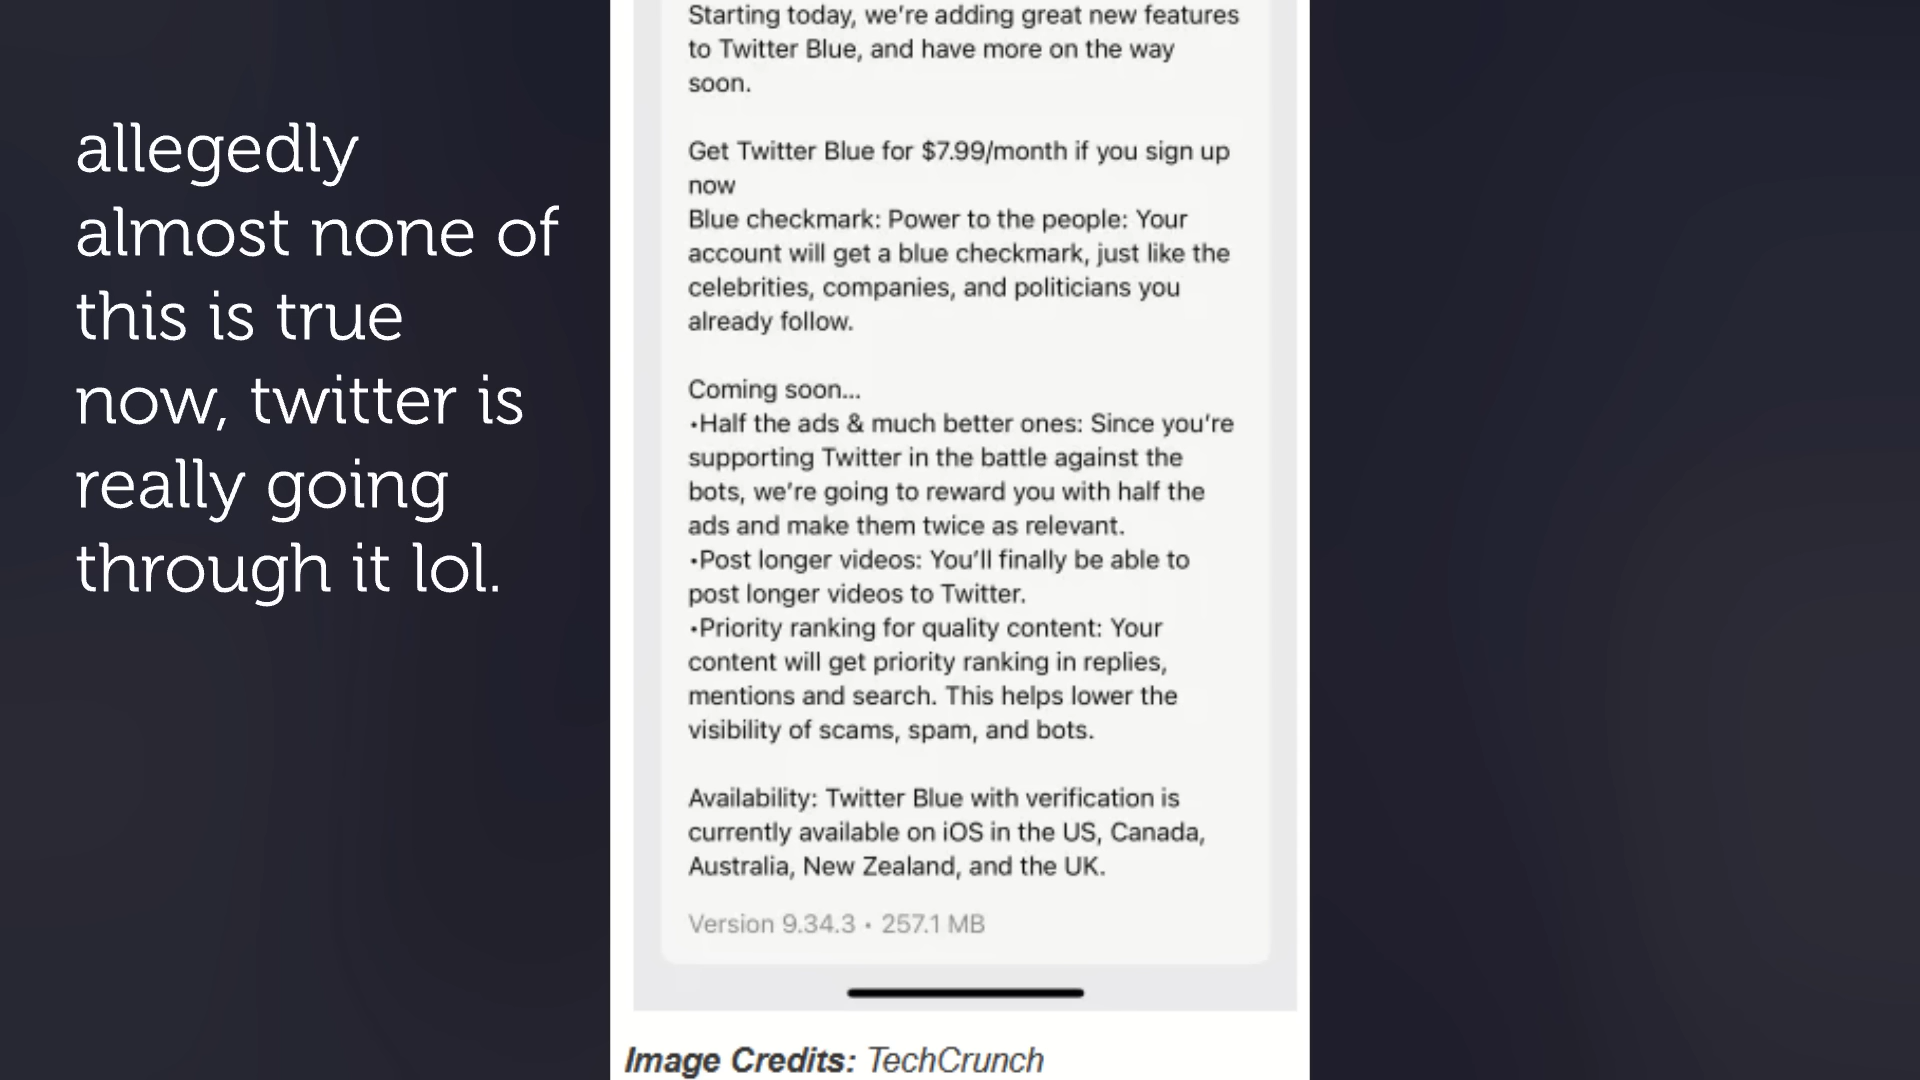 allegedly
almost none of
this is true
now, twitter is
really going
through it lol.
Starting today, we're adding great new features
to Twitter Blue, and have more on the way
soon.
Get Twitter Blue for $7.99/month if you sign up
now
Blue checkmark: Power to the people: Your
account will get a blue checkmark, just like the
celebrities, companies, and politicians you
already follow.
Coming soon...
•Half the ads & much better ones: Since you're
supporting Twitter in the battle against the
bots, we're going to reward you with half the
ads and make them twice as relevant.
•Post longer videos: You'll finally be able to
post longer videos to Twitter.
•Priority ranking for quality content: Your
content will get priority ranking in replies,
mentions and search. This helps lower the
visibility of scams, spam, and bots.
Availability: Twitter Blue with verification is
currently available on iOS in the US, Canada,
Australia, New Zealand, and the UK.
Version 9.34.3 • 257.1 MB
Image Credits: TechCrunch